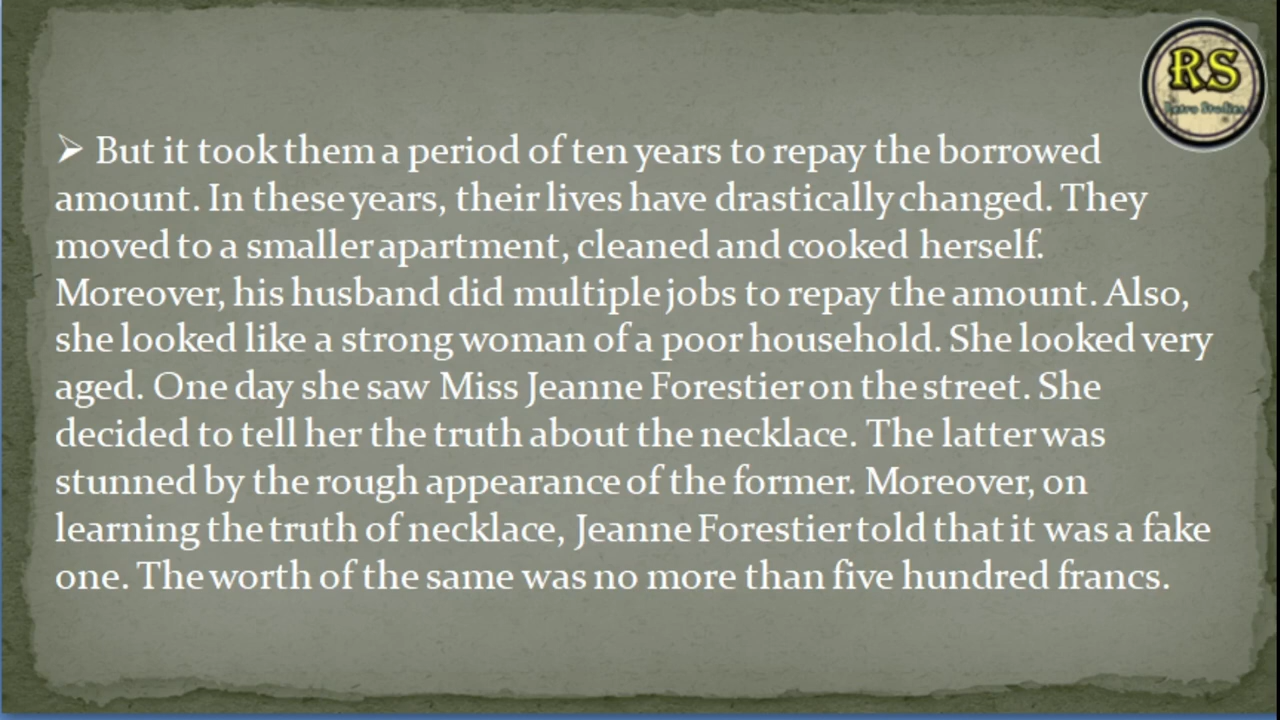 RS
Retro Studies
➢ But it took them a period of ten years to repay the borrowed
amount. In these years, their lives have drastically changed. They
moved to a smaller apartment, cleaned and cooked herself.
Moreover, his husband did multiple jobs to repay the amount. Also,
she looked like a strong woman of a poor household. She looked very
aged. One day she saw Miss Jeanne Forestier on the street. She
decided to tell her the truth about the necklace. The latter was
stunned by the rough appearance of the former. Moreover, on
learning the truth of necklace, Jeanne Forestier told that it was a fake
one. The worth of the same was no more than five hundred francs.